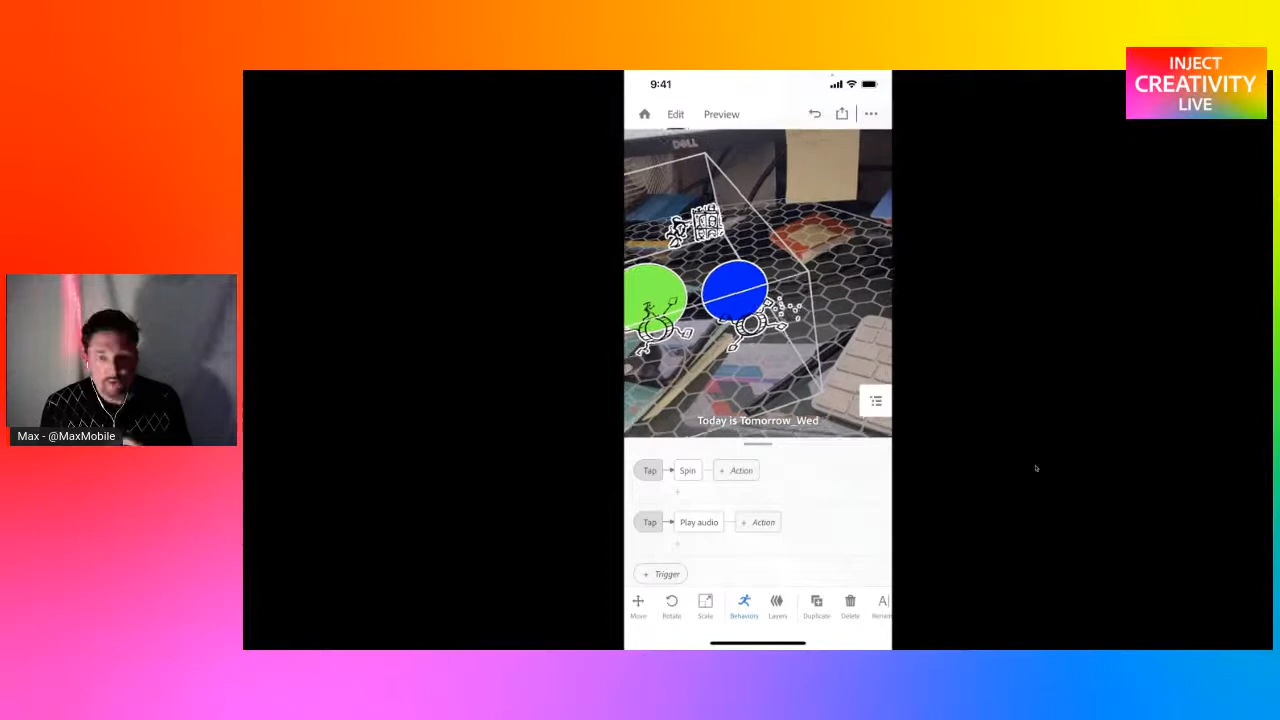 INJECT
CREATIVITY
LIVE
9:41
Edit Preview
DELL
Today is Tomorrow_Wed
Tap Spin + Action
+
Tap Play audio + Action
+
+ Trigger
Move Rotate Scale Behaviors Layers Duplicate Delete
Max - @MaxMobile